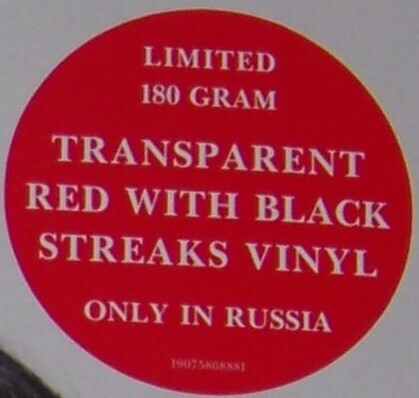 LIMITED
180 GRAM
TRANSPARENT
RED WITH BLACK
STREAKS VINYL
ONLY IN RUSSIA
19075808881